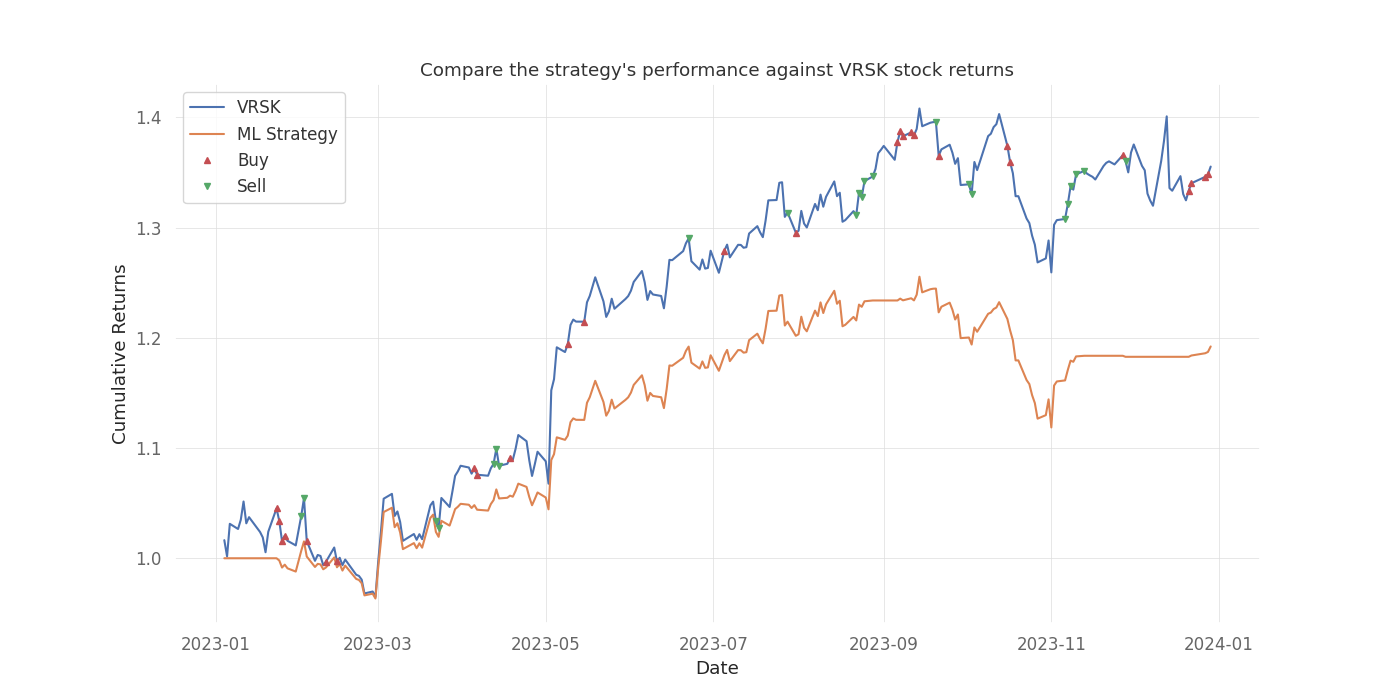 Compare the strategy's performance against VRSK stock returns
VRSK
ML Strategy
Buy
Sell
1.4
1.3
1.2
1.1
1.0
Cumulative Returns
2023-01
2023-03
2023-05
2023-07
2023-09
2023-11
2024-01
Date